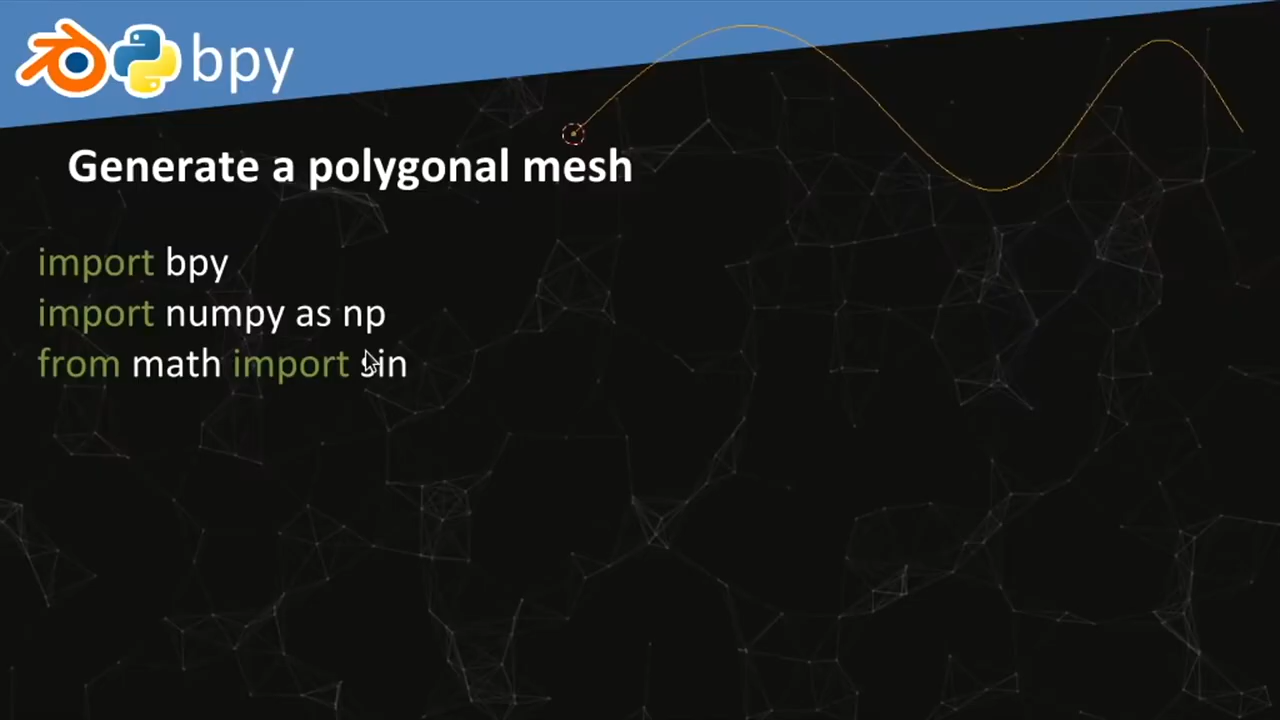 bpy
Generate a polygonal mesh
import bpy
import numpy as np
from math import sin